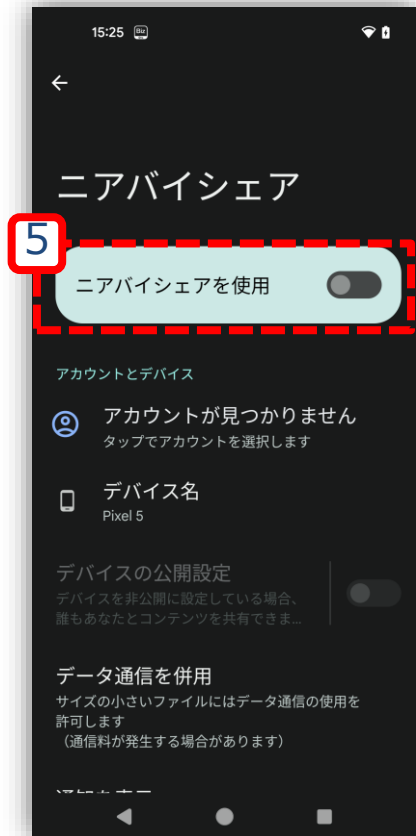 15:25 Biz
ニアバイシェア
5
ニアバイシェアを使用
アカウントとデバイス
アカウントが見つかりません
タップでアカウントを選択します
デバイス名
Pixel 5
デバイスの公開設定
デバイスを非公開に設定している場合、
誰もあなたとコンテンツを共有できま...
データ通信を併用
サイズの小さいファイルにはデータ通信の使用を
許可します
（通信料が発生する場合があります）